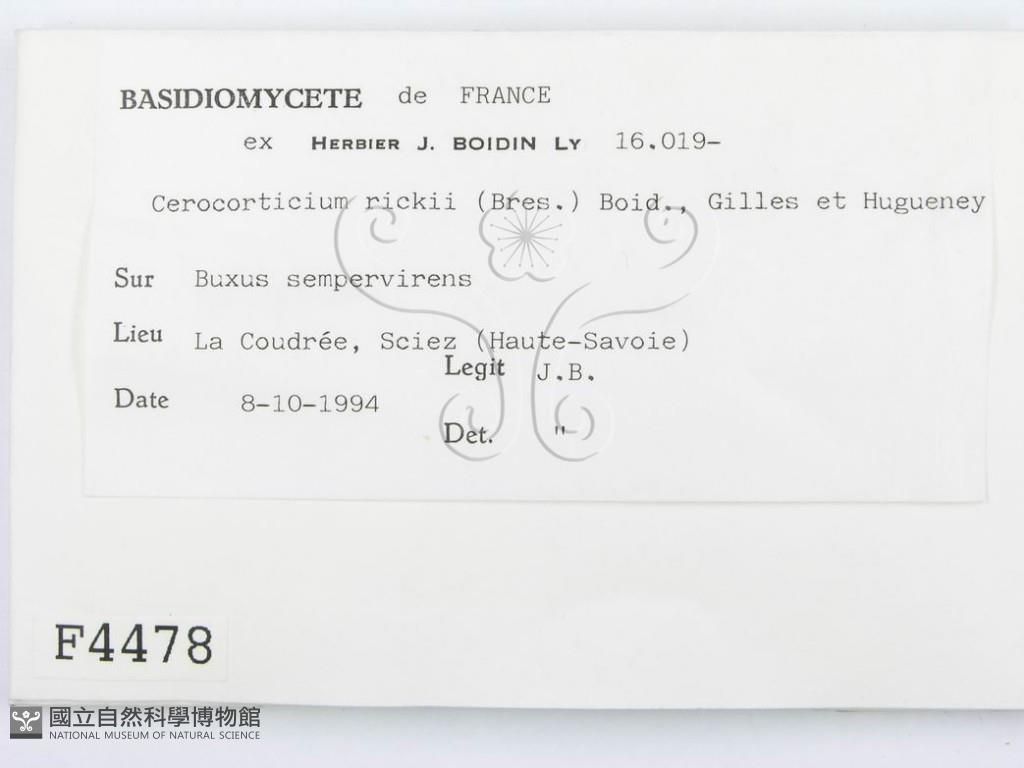 BASIDIOMYCETE de FRANCE
ex HERBIER J. BOIDIN LY 16.019-
Cerocorticium rickii (Bres.) Boid., Gilles et Hugueney
Sur Buxus sempervirens
Lieu La Coudrée, Sciez (Haute-Savoie)
Legit J.B.
Date 8-10-1994
Det. "
F4478
國立自然科學博物館
NATIONAL MUSEUM OF NATURAL SCIENCE